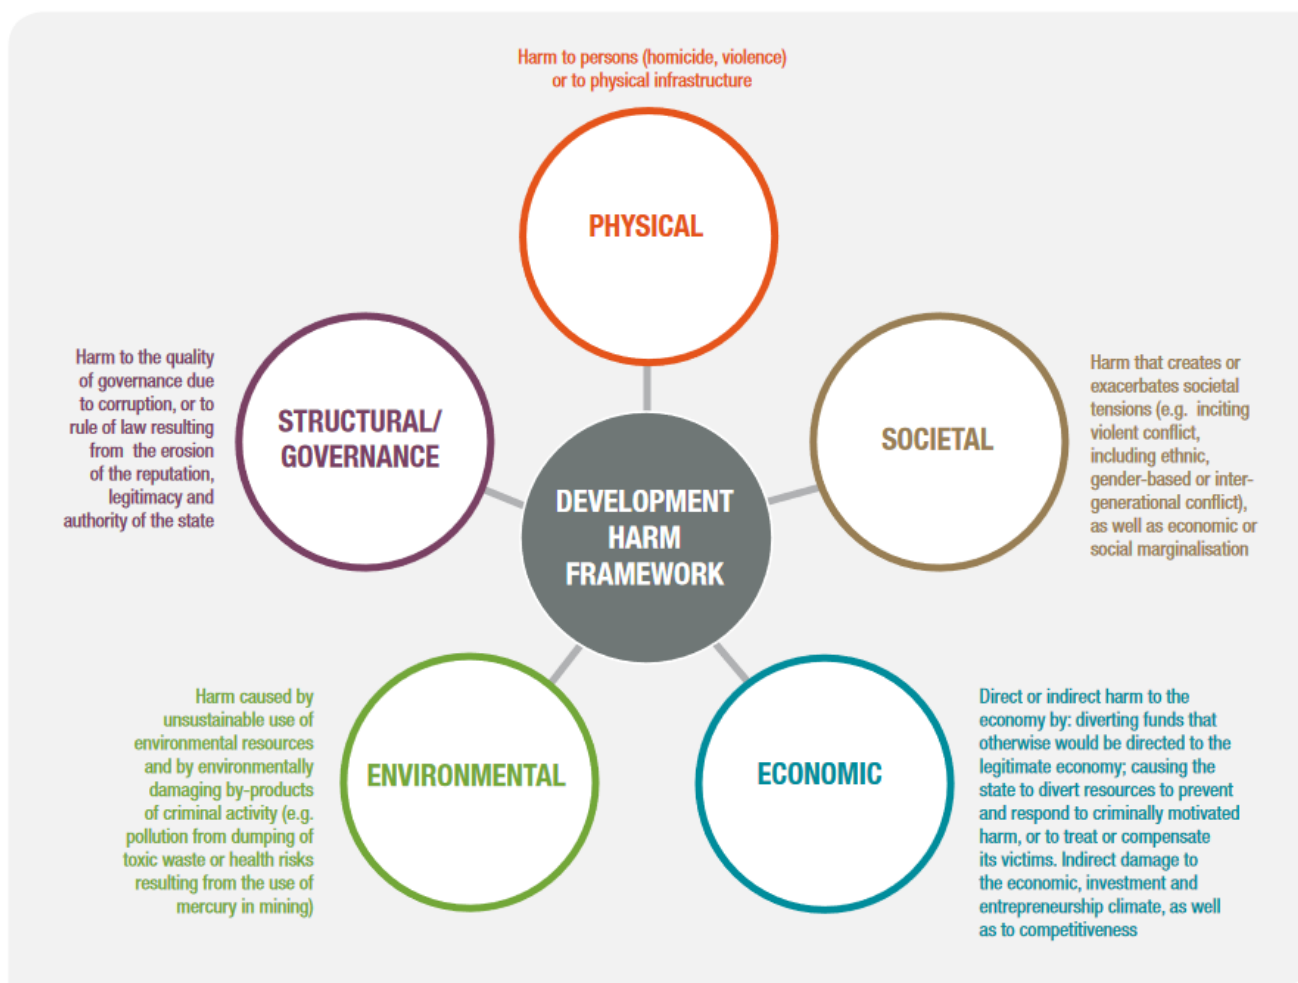 Harm to persons (homicide, violence)
or to physical infrastructure
PHYSICAL
Harm to the quality
of governance due
to corruption, or to
rule of law resulting
from the erosion
of the reputation,
legitimacy and
authority of the state
STRUCTURAL/
GOVERNANCE
SOCIETAL
Harm that creates or
exacerbates societal
tensions (e.g. inciting
violent conflict,
including ethnic,
gender-based or inter-
generational conflict),
as well as economic or
social marginalisation
DEVELOPMENT
HARM
FRAMEWORK
Harm caused by
unsustainable use of
environmental resources
and by environmentally
damaging by-products
of criminal activity (e.g.
pollution from dumping of
toxic waste or health risks
resulting from the use of
mercury in mining)
ENVIRONMENTAL
ECONOMIC
Direct or indirect harm to the
economy by: diverting funds that
otherwise would be directed to the
legitimate economy; causing the
state to divert resources to prevent
and respond to criminally motivated
harm, or to treat or compensate
its victims. Indirect damage to
the economic, investment and
entrepreneurship climate, as well
as to competitiveness